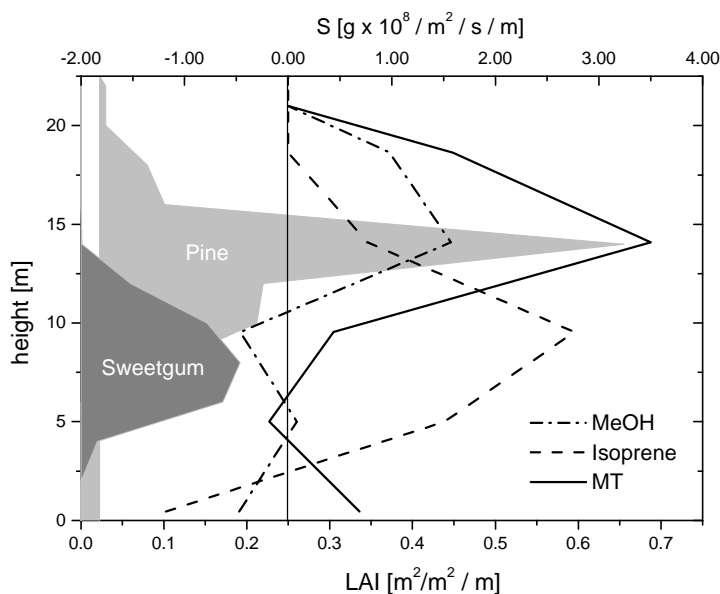 S [g x 10⁸ / m² / s / m]
-2.00 -1.00 0.00 1.00 2.00 3.00 4.00
20
15
10
5
0
height [m]
Pine
Sweetgum
MeOH
Isoprene
MT
0.0 0.1 0.2 0.3 0.4 0.5 0.6 0.7
LAI [m²/m² / m]